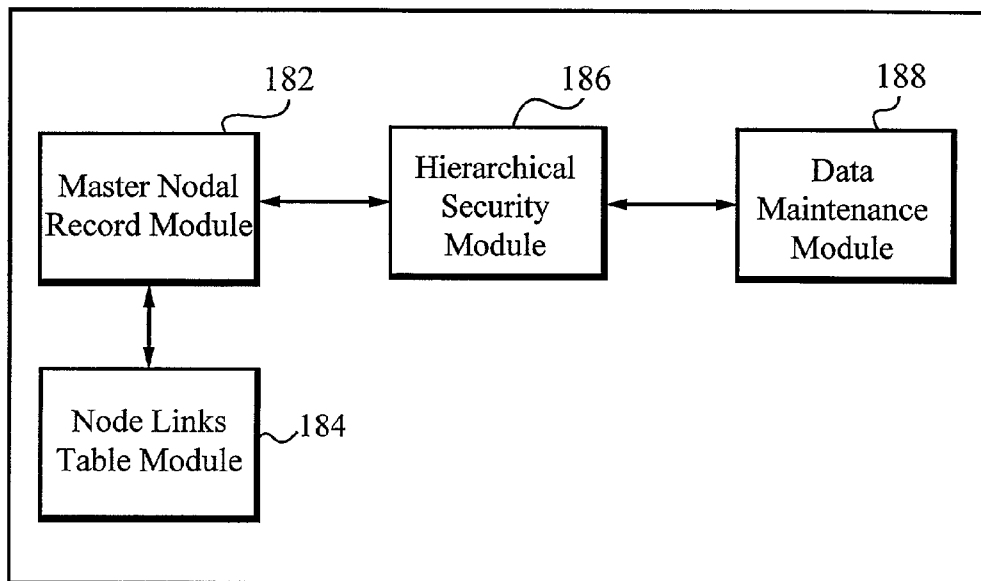 182
186
188
Master Nodal
Record Module
Hierarchical
Security
Module
Data
Maintenance
Module
Node Links
Table Module
184